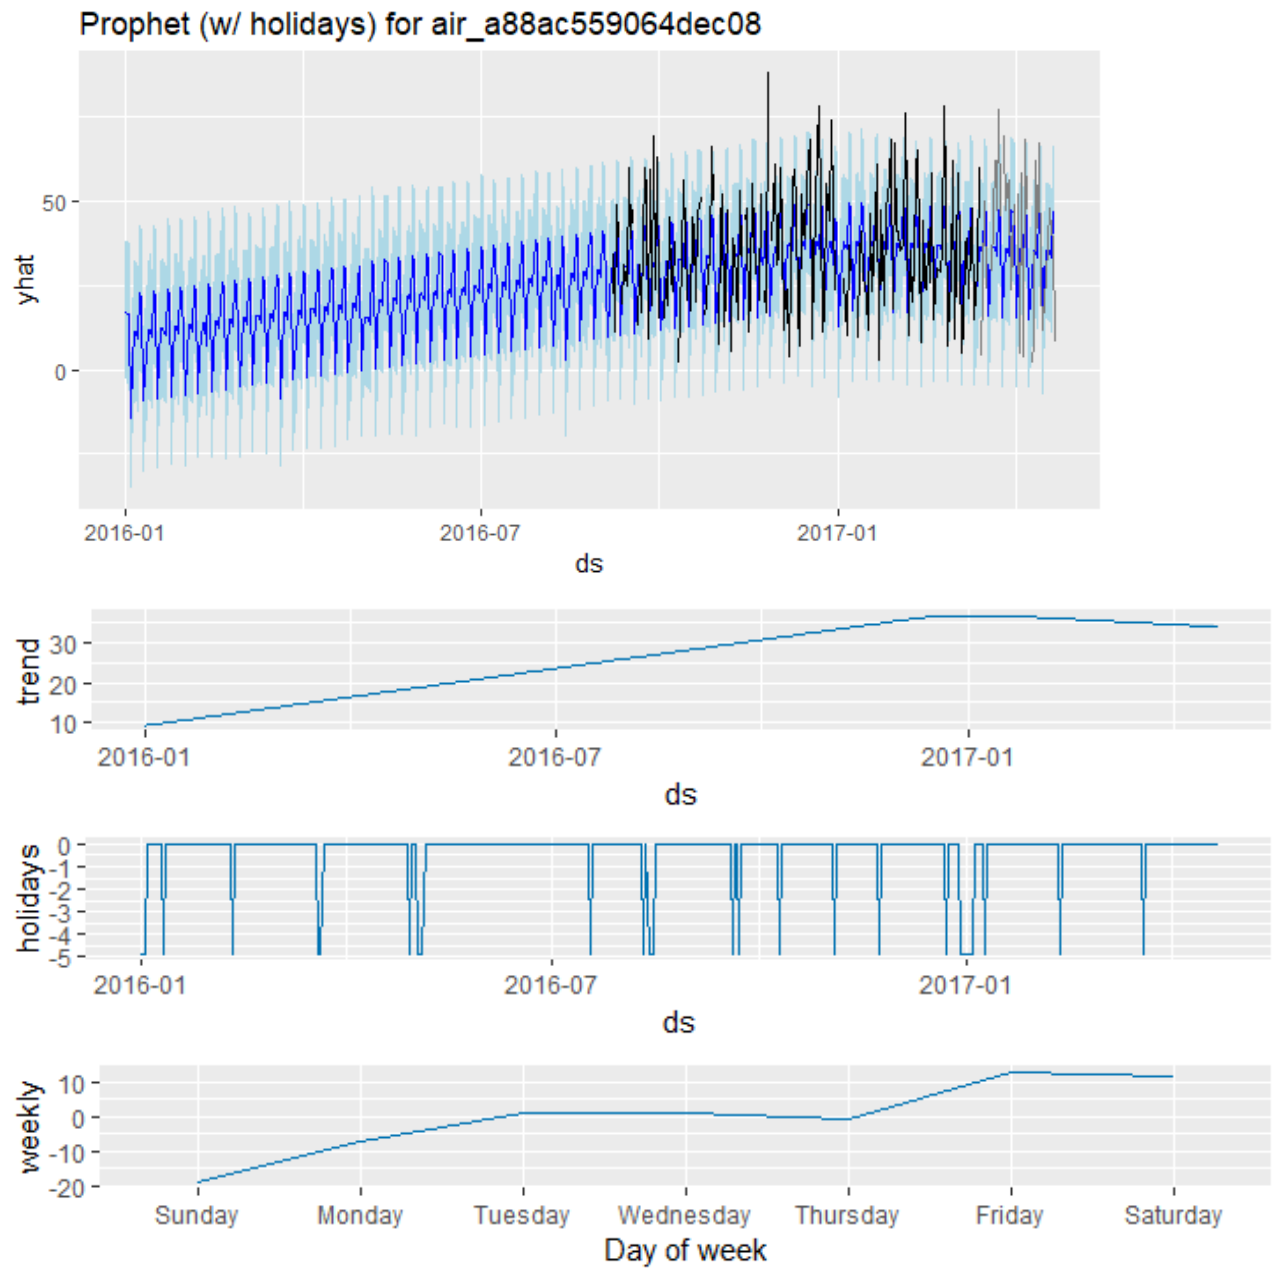 Prophet (w/ holidays) for air_a88ac559064dec08
yhat
50
0
2016-01 2016-07 2017-01
ds
trend
30
20
10
2016-01 2016-07 2017-01
ds
holidays
0
-1
-2
-3
-4
-5
2016-01 2016-07 2017-01
ds
weekly
10
0
-10
-20
Sunday Monday Tuesday Wednesday Thursday Friday Saturday
Day of week